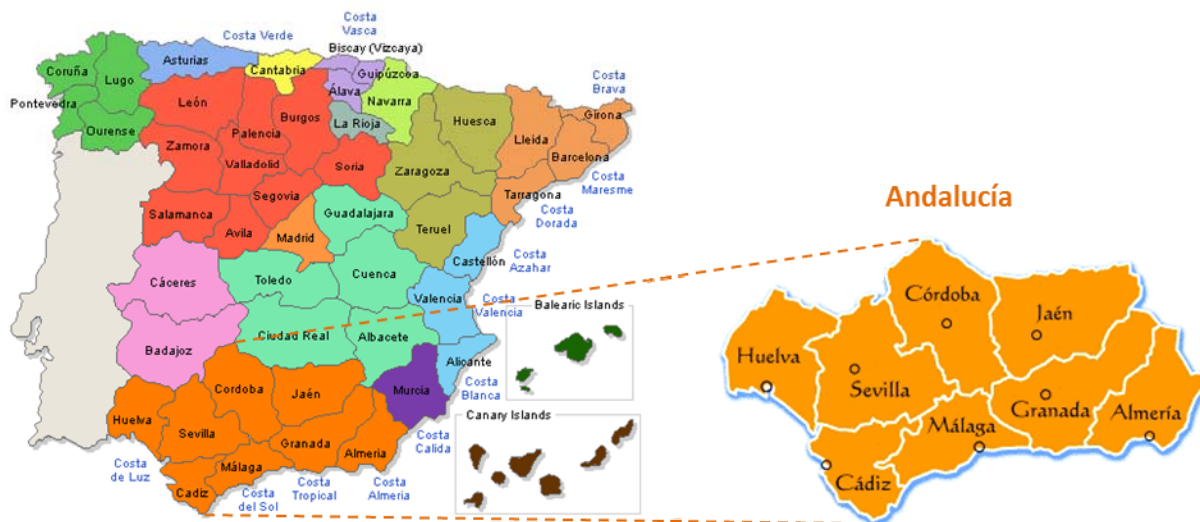 Costa
Vasca
Costa Verde
Biscay (Vizcaya)
Asturias
Cantabria
Guipúzcoa
Coruña
Lugo
Álava
Navarra
Costa
Brava
Pontevedra
León
Burgos
La Rioja
Huesca
Girona
Ourense
Palencia
Lleida
Zamora
Valladolid
Soria
Zaragoza
Barcelona
Costa
Maresme
Segovia
Tarragona
Costa
Dorada
Salamanca
Avila
Madrid
Guadalajara
Teruel
Castellón
Costa
Azahar
Cáceres
Toledo
Cuenca
Valencia
Costa
Valencia
Badajoz
Ciudad Real
Albacete
Alicante
Costa
Blanca
Balearic Islands
Huelva
Cordoba
Jaén
Murcia
Sevilla
Granada
Almeria
Costa
Calida
Canary Islands
Costa
de Luz
Cadiz
Málaga
Costa
del Sol
Costa
Tropical
Costa
Almeria
Andalucía
Córdoba
Jaén
Huelva
Sevilla
Granada
Almería
Málaga
Cádiz